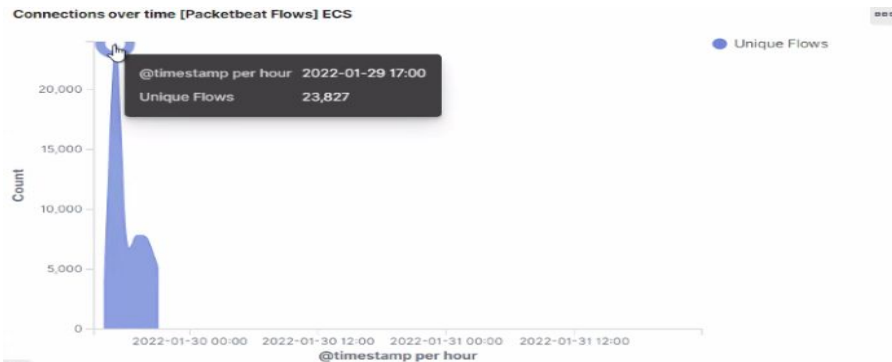 Connections over time [Packetbeat Flows] ECS
Unique Flows
@timestamp per hour 2022-01-29 17:00
Unique Flows 23,827
20,000
15,000
10,000
5,000
0
Count
2022-01-30 00:00 2022-01-30 12:00 2022-01-31 00:00 2022-01-31 12:00
@timestamp per hour